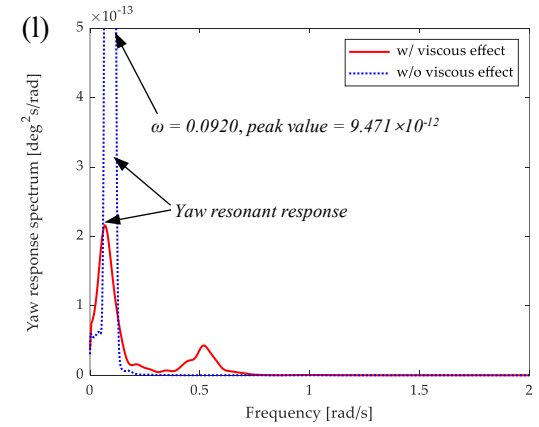 (l)
×10⁻¹³
5
4
3
2
1
0
Yaw response spectrum [deg²s/rad]
w/ viscous effect
w/o viscous effect
ω = 0.0920, peak value = 9.471×10⁻¹²
Yaw resonant response
0 0.5 1 1.5 2
Frequency [rad/s]